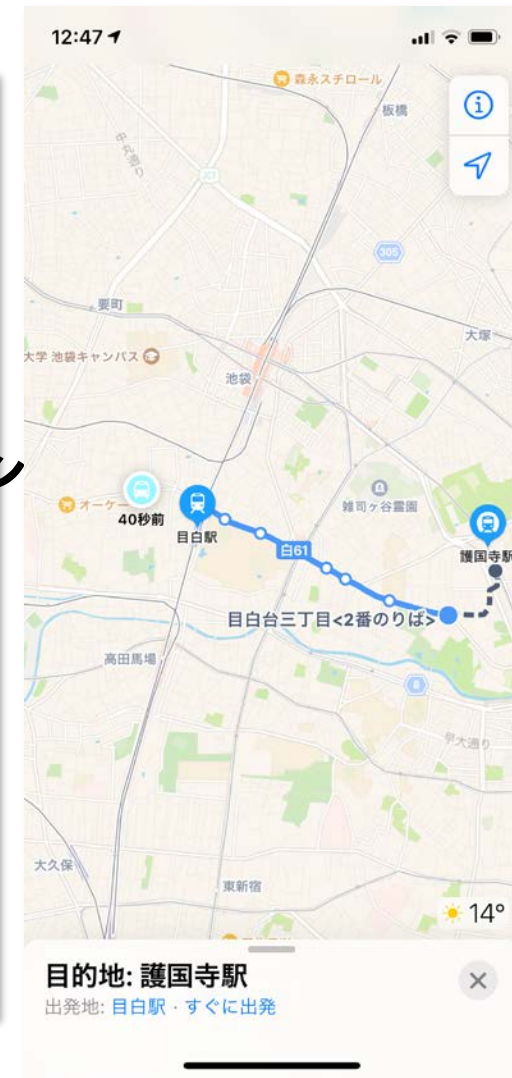 12:47
森永スチロール
板橋
中丸通り
JCT
305
要町
大塚
大学 池袋キャンパス
池袋
オーケー
40秒前
目白駅
雑司ヶ谷霊園
白61
護国寺駅
目白台三丁目<2番のりば>
高田馬場
8
早大通り
大久保
東新宿
14°
目的地: 護国寺駅
出発地: 目白駅 · すぐに出発